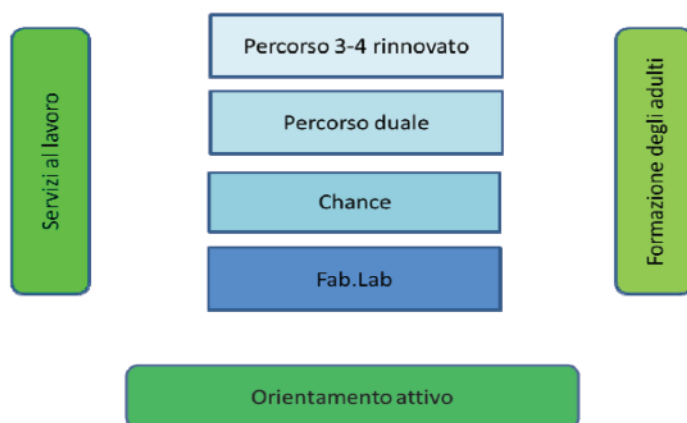 Servizi al lavoro
Percorso 3-4 rinnovato
Percorso duale
Chance
Fab.Lab
Formazione degli adulti
Orientamento attivo